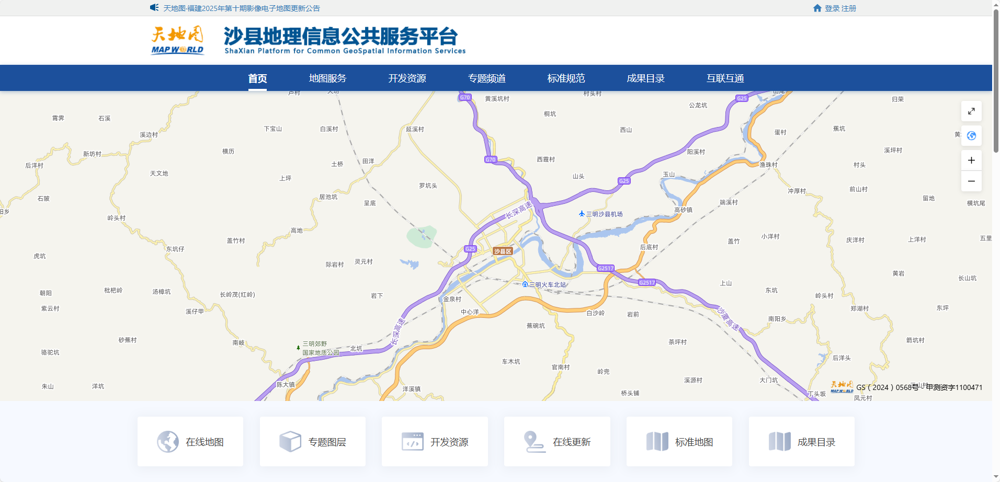 天地图·福建2025年第十期影像电子地图更新公告
登录 注册
天地图
MAP WORLD
沙县地理信息公共服务平台
ShaXian Platform for Common GeoSpatial Information Services
首页
地图服务
开发资源
专题频道
标准规范
成果目录
互联互通
芦村
G70
黄溪坑村
村头村
G25
归荣
霄霁
石溪
桐坑
公龙坑
下宝山
白溪村
延溪村
西山
蛋村
蕉坑
溪边村
新坊村
横历
阳溪村
溪坪村
后洋村
土桥
田洋
G70
西霞村
渔珠村
村头
天文地
上坪
山头
玉山
G25
罗坑头
冲厚村
前山村
石陂
居池坑
呈底
端溪村
留地
横坑尾
阳乡
岭头村
长深高速
三明沙县机场
高砂镇
高地
盖竹村
盖竹
小洋村
庆洋村
上洋村
五里
东坑仔
G25
沙县区
后底村
虎坑
际岩村
灵元村
G2517
黄岩
长山坑
朝阳
枇杷岭
汤樟坑
长岭茂(红岭)
岩下
三明火车北站
G2517
上山
东坑
岭头村
金泉村
紫云村
溪仔甲
中心洋
白沙岭
岩前
沙厦高速
南阳乡
郑湖村
东坪
长深高速
蕉碗坑
砂蕉村
南岐
三明郊野
国家地质公园
北坑
茶坪村
箭坑村
骆驼坑
车木坑
官南村
岭兜
后洋头
朱山
洋坑
陈大镇
洋溪镇
桥头铺
溪源村
大门坑
丁头坂
凤元村
天地图
MAP WORLD
GS（2024）0568号 - 甲测资字1100471
在线地图
专题图层
开发资源
在线更新
标准地图
成果目录